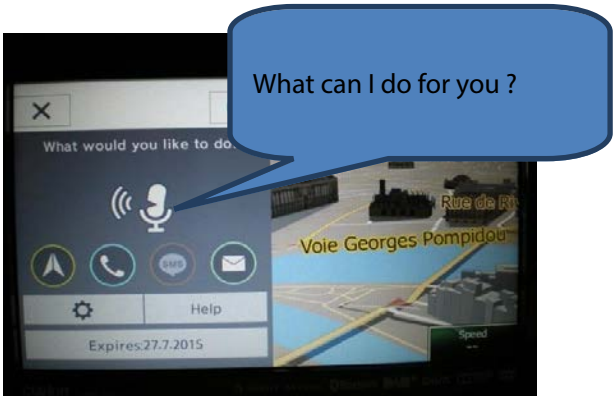 What can I do for you ?
What would you like to do?
Rue de Ri
Voie Georges Pompidou
SMS
Help
Expires:27.7.2015
Speed